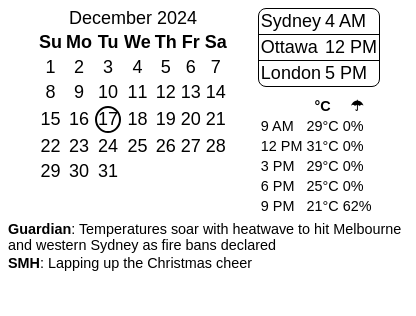 December 2024
Su Mo Tu We Th Fr Sa
1 2 3 4 5 6 7
8 9 10 11 12 13 14
15 16 17 18 19 20 21
22 23 24 25 26 27 28
29 30 31
Sydney 4 AM
Ottawa 12 PM
London 5 PM
°C ☂
9 AM 29°C 0%
12 PM 31°C 0%
3 PM 29°C 0%
6 PM 25°C 0%
9 PM 21°C 62%
Guardian: Temperatures soar with heatwave to hit Melbourne
and western Sydney as fire bans declared
SMH: Lapping up the Christmas cheer